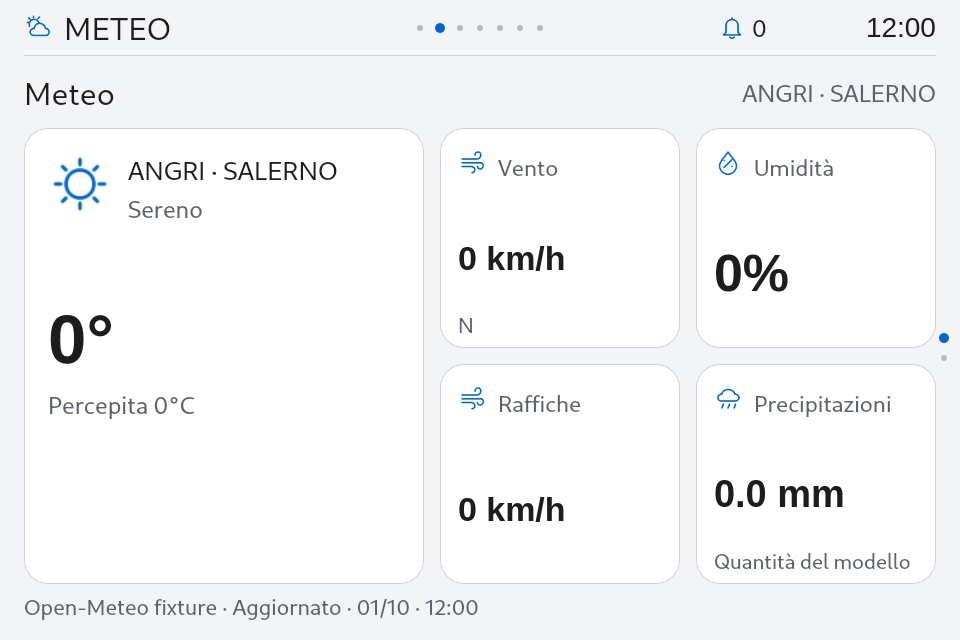 METEO
0
12:00
Meteo
ANGRI · SALERNO
ANGRI · SALERNO
Sereno
0°
Percepita 0°C
Vento
0 km/h
N
Umidità
0%
Raffiche
0 km/h
Precipitazioni
0.0 mm
Quantità del modello
Open-Meteo fixture · Aggiornato · 01/10 · 12:00